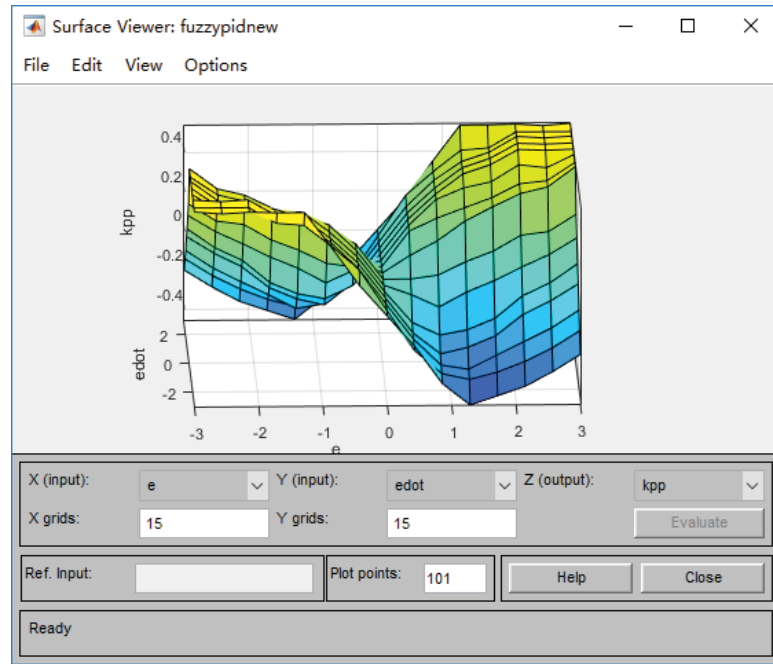 Surface Viewer: fuzzypidnew
File Edit View Options
0.4
0.2
0
-0.2
-0.4
kpp
2
0
-2
edot
-3 -2 -1 0 1 2 3
e
X (input): e Y (input): edot Z (output): kpp
X grids: 15 Y grids: 15 Evaluate
Ref. Input: Plot points: 101 Help Close
Ready